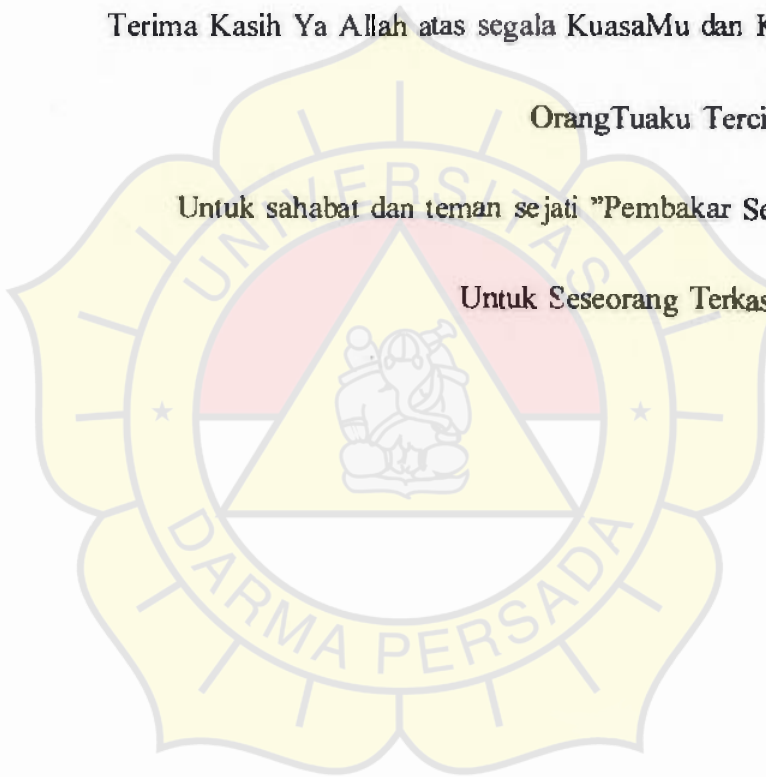 Terima Kasih Ya Allah atas segala KuasaMu dan
OrangTuaku
Untuk sahabat dan teman sejati ”Pembakar
Untuk Seseorang
UNIVERSITAS
DARMA PERSADA